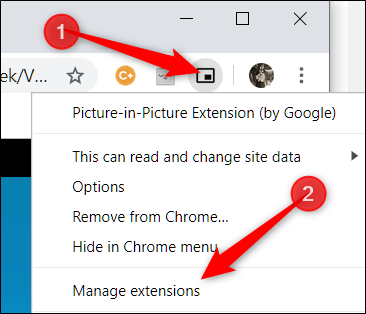 1
ek/V...
C+
Picture-in-Picture Extension (by Google)
This can read and change site data
Options
2
Remove from Chrome...
Hide in Chrome menu
Manage extensions